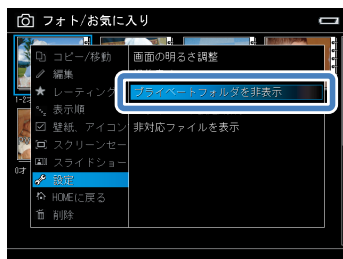 フォト/お気に入り
コピー/移動
画面の明るさ調整
編集
レーティング
プライベートフォルダを非表示
表示順
壁紙、アイコン
非対応ファイルを表示
スクリーンセー
スライドショー
設定
HOMEに戻る
削除